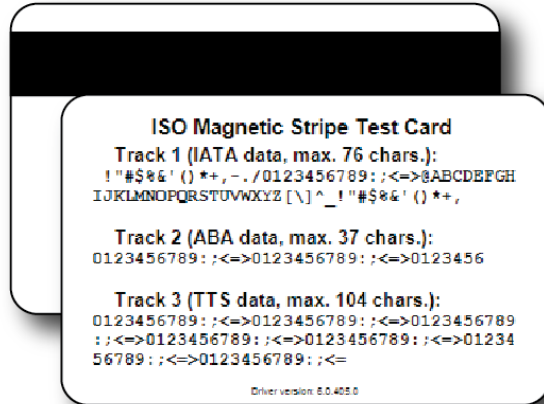 ISO Magnetic Stripe Test Card
Track 1 (IATA data, max. 76 chars.):
!"#$%&'()*+,-./0123456789:;<=>@ABCDEFGH
IJKLMNOPQRSTUVWXYZ[\]^_!"#$%&'()*+,
Track 2 (ABA data, max. 37 chars.):
0123456789:;<=>0123456789:;<=>0123456
Track 3 (TTS data, max. 104 chars.):
0123456789:;<=>0123456789:;<=>0123456789
:;<=>0123456789:;<=>0123456789:;<=>01234
56789:;<=>0123456789:;<=
Driver version: 6.0.405.0